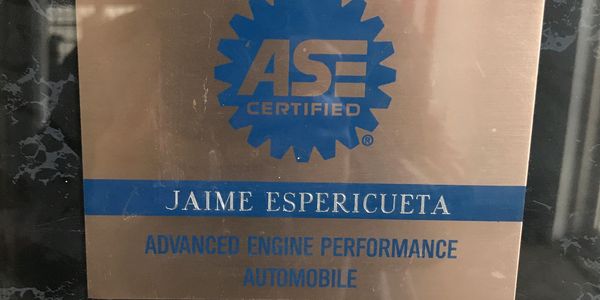 ASE
CERTIFIED
®
JAIME ESPERICUETA
ADVANCED ENGINE PERFORMANCE
AUTOMOBILE